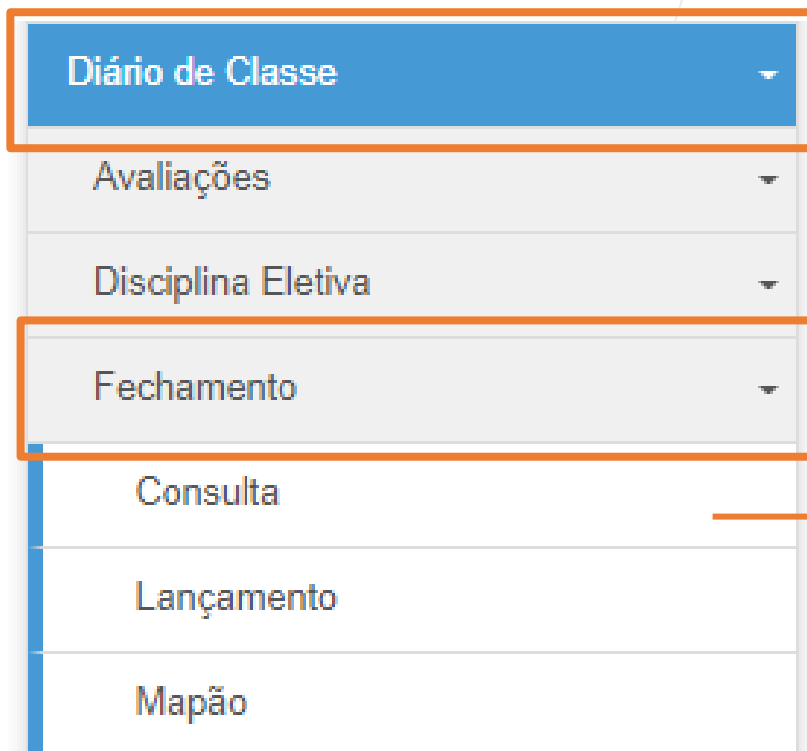 Diário de Classe
Avaliações
Disciplina Eletiva
Fechamento
Consulta
Lançamento
Mapão